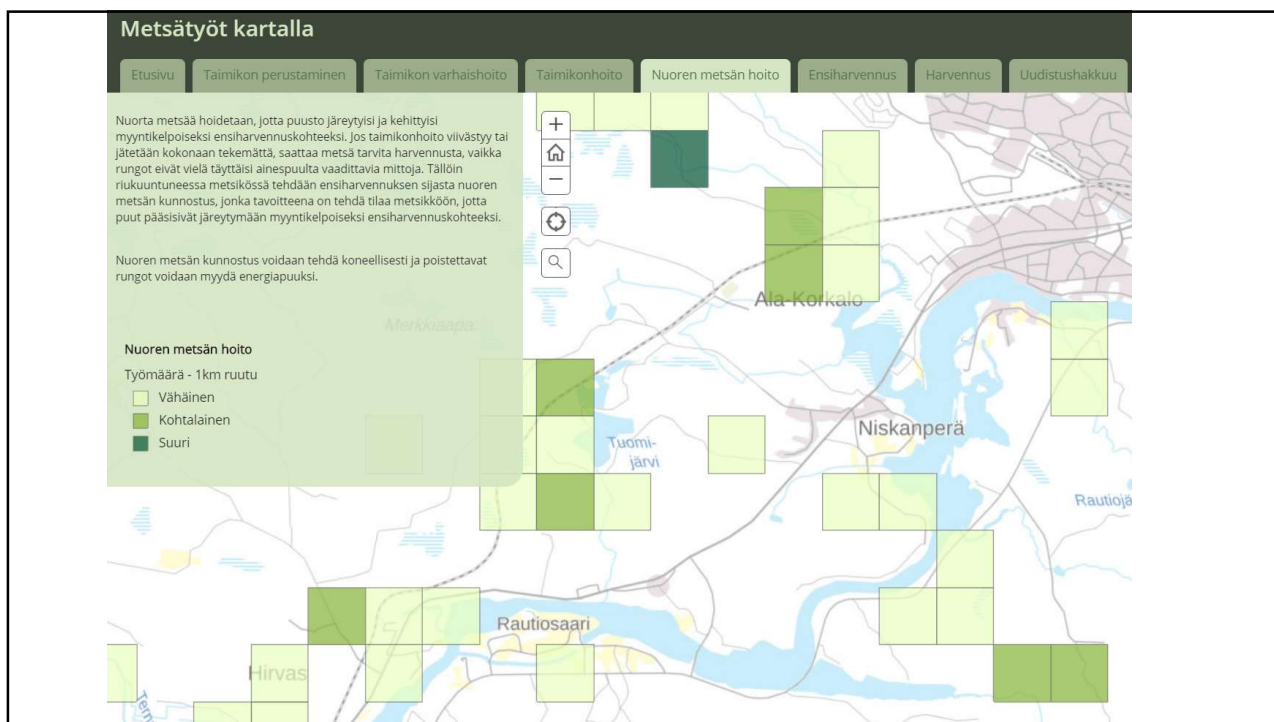 Metsätyöt kartalla
Etusivu
Taimikon perustaminen
Taimikon varhaishoito
Taimikonhoito
Nuoren metsän hoito
Ensiharvennus
Harvennus
Uudistushakkuu
Nuorta metsää hoidetaan, jotta puusto järeytyisi ja kehittyisi
myyntikelpoiseksi ensiharvennuskohteeksi. Jos taimikonhoito viivästyy tai
jätetään kokonaan tekemättä, saattaa metsä tarvita harvennusta, vaikka
rungot eivät vielä täyttäisi ainespuulta vaadittavia mittoja. Tällöin
riukuuntuneessa metsikössä tehdään ensiharvennuksen sijasta nuoren
metsän kunnostus, jonka tavoitteena on tehdä tilaa metsikköön, jotta
puut pääsisivät järeytymään myyntikelpoiseksi ensiharvennuskohteeksi.
Nuoren metsän kunnostus voidaan tehdä koneellisesti ja poistettavat
rungot voidaan myydä energiapuuksi.
Merkkiaapa
Nuoren metsän hoito
Työmäärä - 1km ruutu
Vähäinen
Kohtalainen
Suuri
Ala-Korkalo
Niskanperä
Tuomi-
järvi
Rautiojä
Rautiosaari
Hirvas